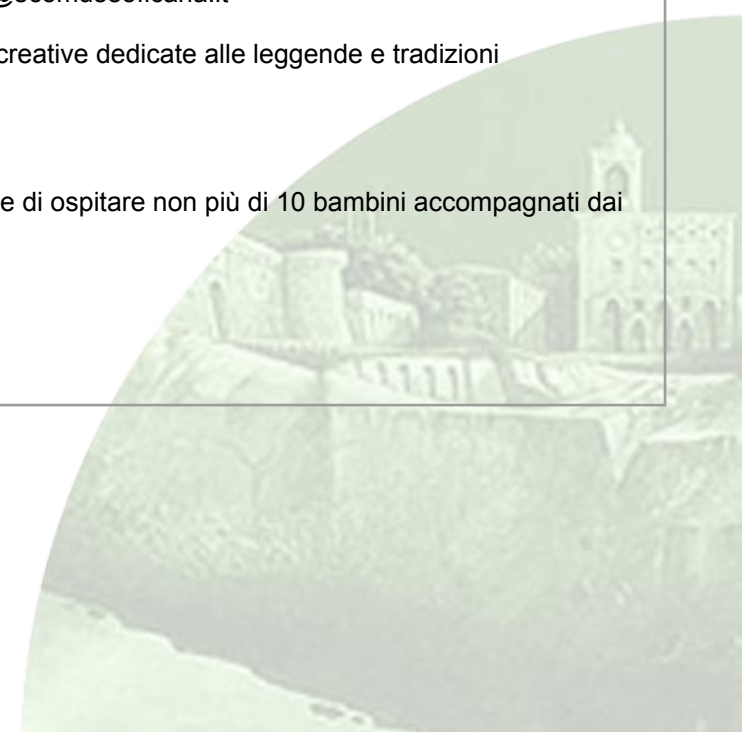 creative dedicate alle leggende e tradizioni
e di ospitare non più di 10 bambini accompagnati dai